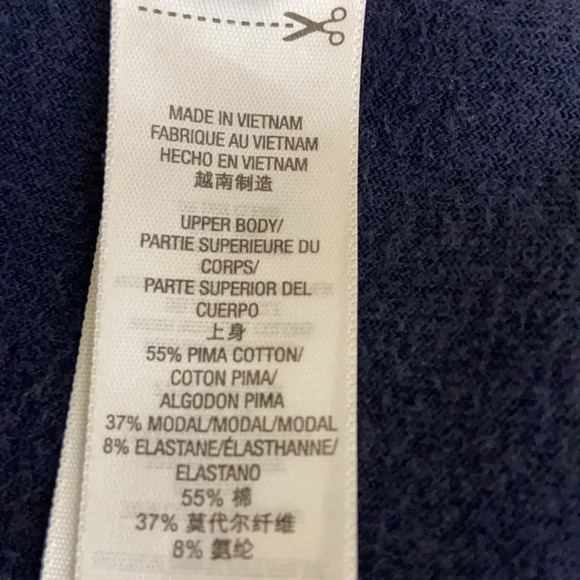 MADE IN VIETNAM
FABRIQUE AU VIETNAM
HECHO EN VIETNAM
越南制造
UPPER BODY/
PARTIE SUPERIEURE DU
CORPS/
PARTE SUPERIOR DEL
CUERPO
上身
55% PIMA COTTON/
COTON PIMA/
ALGODON PIMA
37% MODAL/MODAL/MODAL
8% ELASTANE/ÉLASTHANNE/
ELASTANO
55% 棉
37% 莫代尔纤维
8% 氨纶